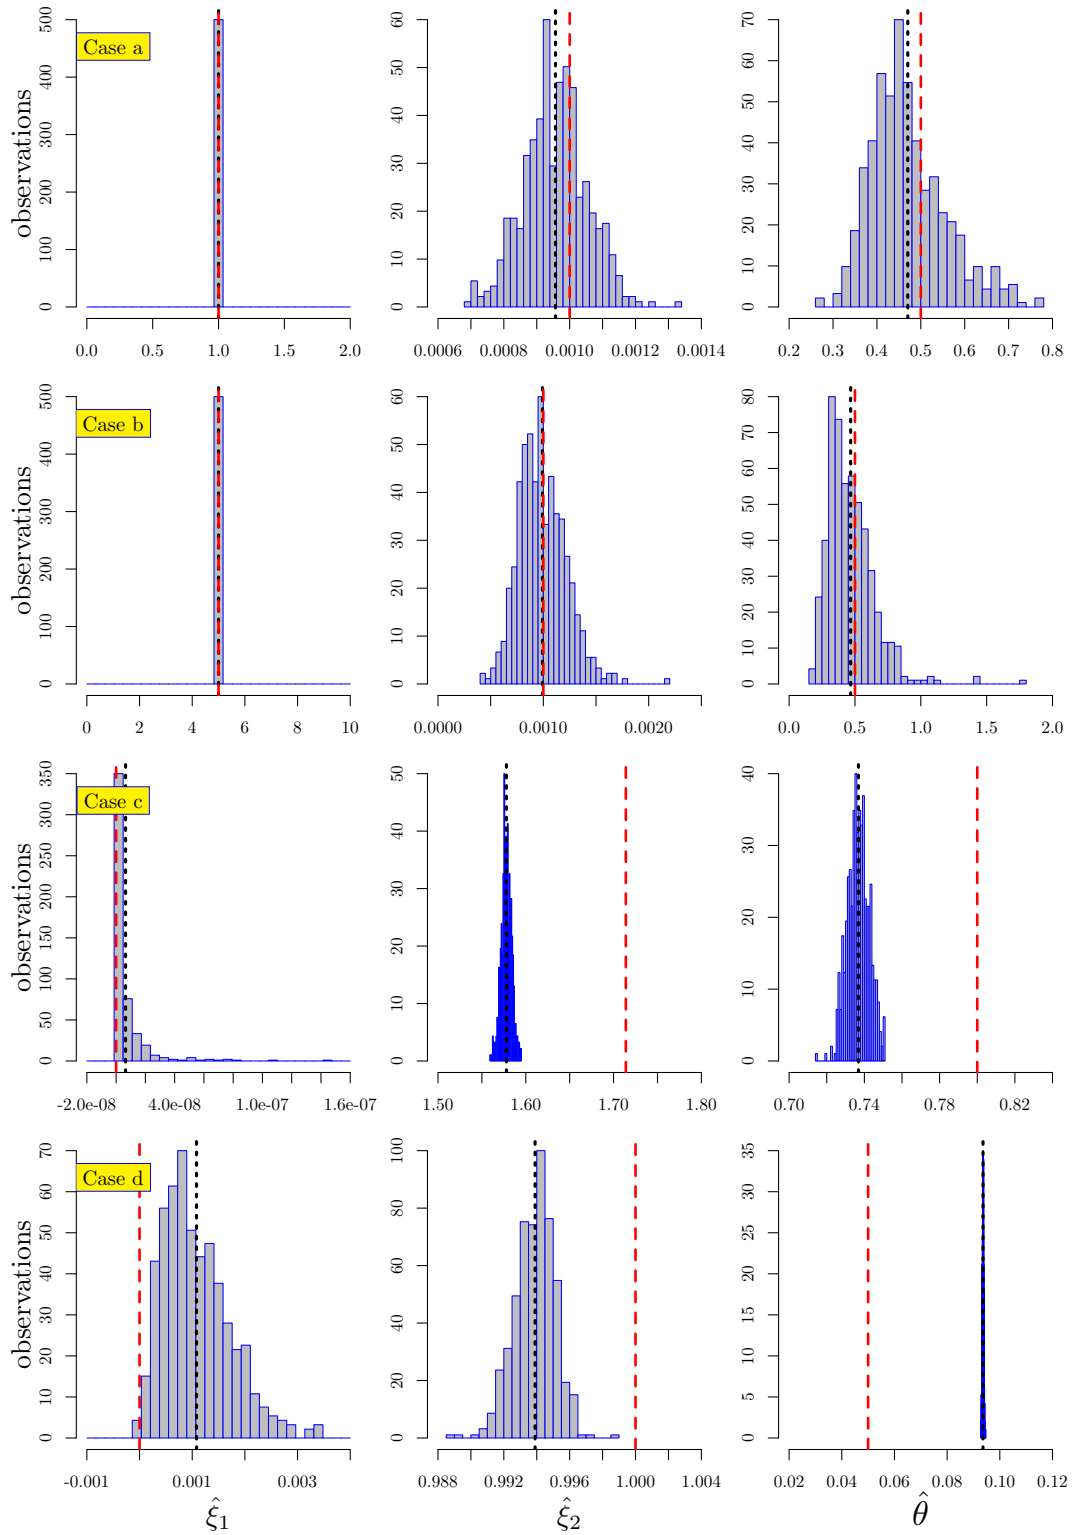 Case a
observations
0 100 200 300 400 500
0.0 0.5 1.0 1.5 2.0
0 10 20 30 40 50 60
0.0006 0.0008 0.0010 0.0012 0.0014
0 10 20 30 40 50 60 70
0.2 0.3 0.4 0.5 0.6 0.7 0.8
Case b
observations
0 100 200 300 400 500
0 2 4 6 8 10
0 10 20 30 40 50 60
0.0000 0.0010 0.0020
0 10 20 30 40 50 60 70 80
0.0 0.5 1.0 1.5 2.0
Case c
observations
0 50 100 150 200 250 300 350
-2.0e-08 4.0e-08 1.0e-07 1.6e-07
0 10 20 30 40 50
1.50 1.60 1.70 1.80
0 10 20 30 40
0.70 0.74 0.78 0.82
Case d
observations
0 10 20 30 40 50 60 70
-0.001 0.001 0.003
0 20 40 60 80 100
0.988 0.992 0.996 1.000 1.004
0 5 10 15 20 25 30 35
0.02 0.04 0.06 0.08 0.10 0.12
ξ̂₁
ξ̂₂
θ̂